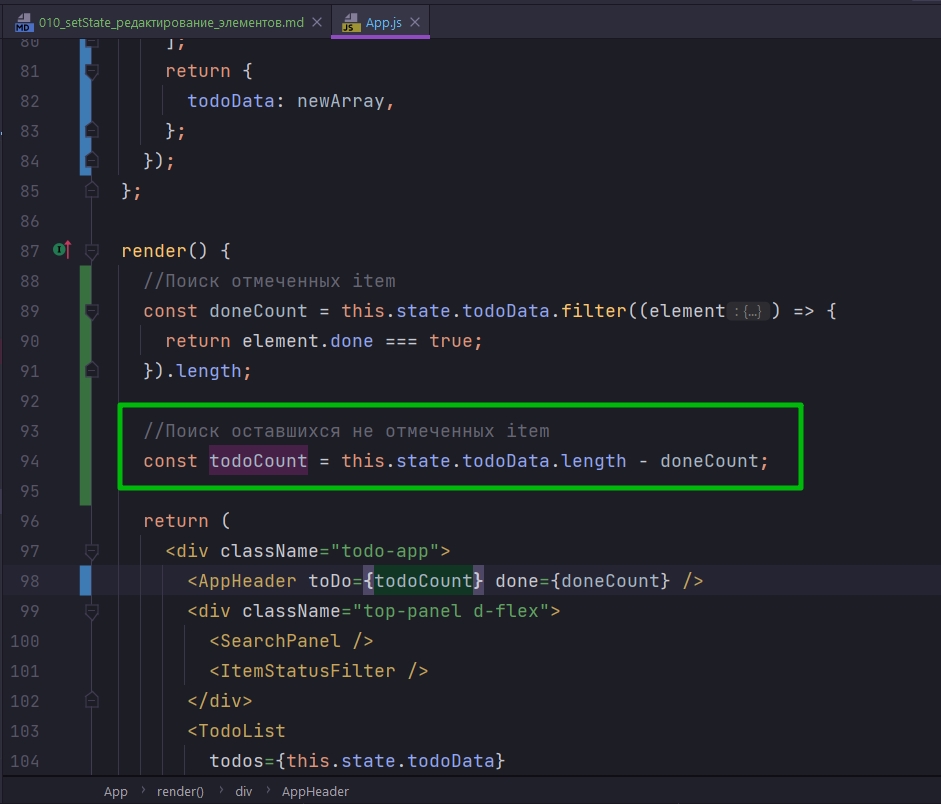 MD 010_setState_редактирование_элементов.md JS App.js
80 ];
81 return {
82 todoData: newArray,
83 };
84 });
85 };
86
87 render() {
88 //Поиск отмеченных item
89 const doneCount = this.state.todoData.filter((element : {...} ) => {
90 return element.done === true;
91 }).length;
92
93 //Поиск оставшихся не отмеченных item
94 const todoCount = this.state.todoData.length - doneCount;
95
96 return (
97 <div className="todo-app">
98 <AppHeader toDo={todoCount} done={doneCount} />
99 <div className="top-panel d-flex">
100 <SearchPanel />
101 <ItemStatusFilter />
102 </div>
103 <TodoList
104 todos={this.state.todoData}
App › render() › div › AppHeader